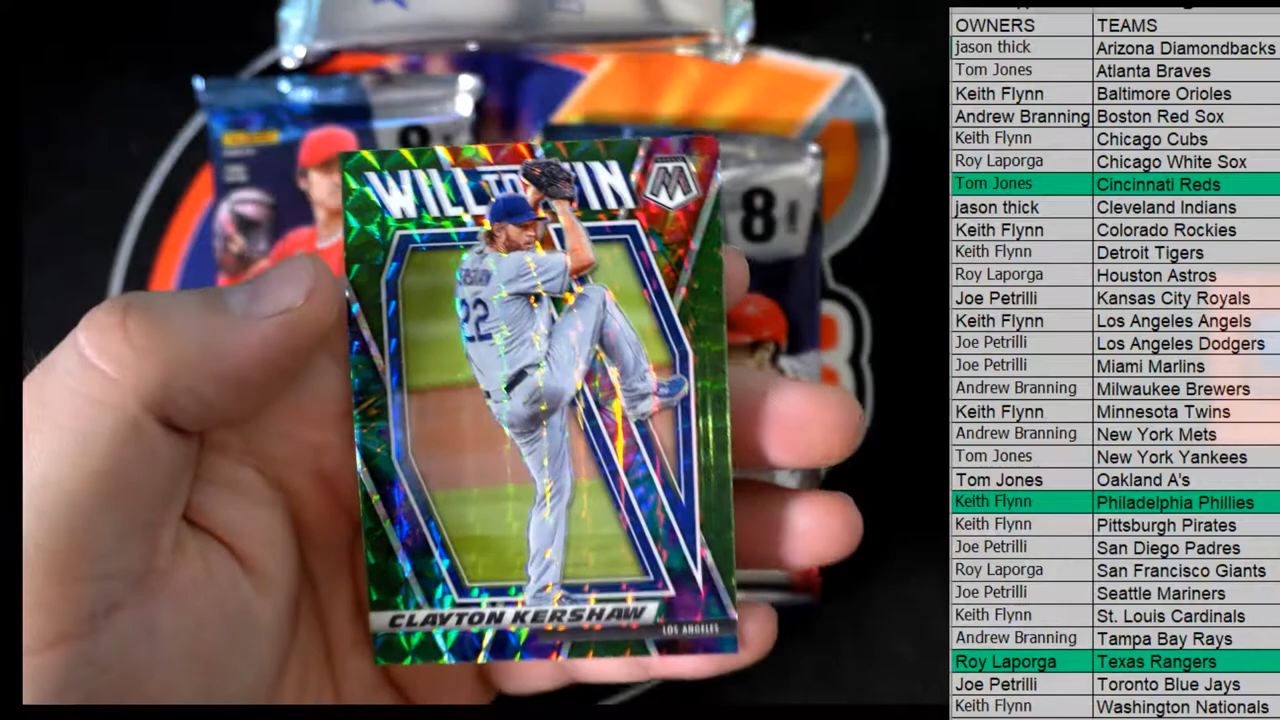 WILL TO WIN
M
22
CLAYTON KERSHAW
LOS ANGELES
8
8
OWNERS TEAMS
jason thick Arizona Diamondbacks
Tom Jones Atlanta Braves
Keith Flynn Baltimore Orioles
Andrew Branning Boston Red Sox
Keith Flynn Chicago Cubs
Roy Laporga Chicago White Sox
Tom Jones Cincinnati Reds
jason thick Cleveland Indians
Keith Flynn Colorado Rockies
Keith Flynn Detroit Tigers
Roy Laporga Houston Astros
Joe Petrilli Kansas City Royals
Keith Flynn Los Angeles Angels
Joe Petrilli Los Angeles Dodgers
Joe Petrilli Miami Marlins
Andrew Branning Milwaukee Brewers
Keith Flynn Minnesota Twins
Andrew Branning New York Mets
Tom Jones New York Yankees
Tom Jones Oakland A's
Keith Flynn Philadelphia Phillies
Keith Flynn Pittsburgh Pirates
Joe Petrilli San Diego Padres
Roy Laporga San Francisco Giants
Joe Petrilli Seattle Mariners
Keith Flynn St. Louis Cardinals
Andrew Branning Tampa Bay Rays
Roy Laporga Texas Rangers
Joe Petrilli Toronto Blue Jays
Keith Flynn Washington Nationals